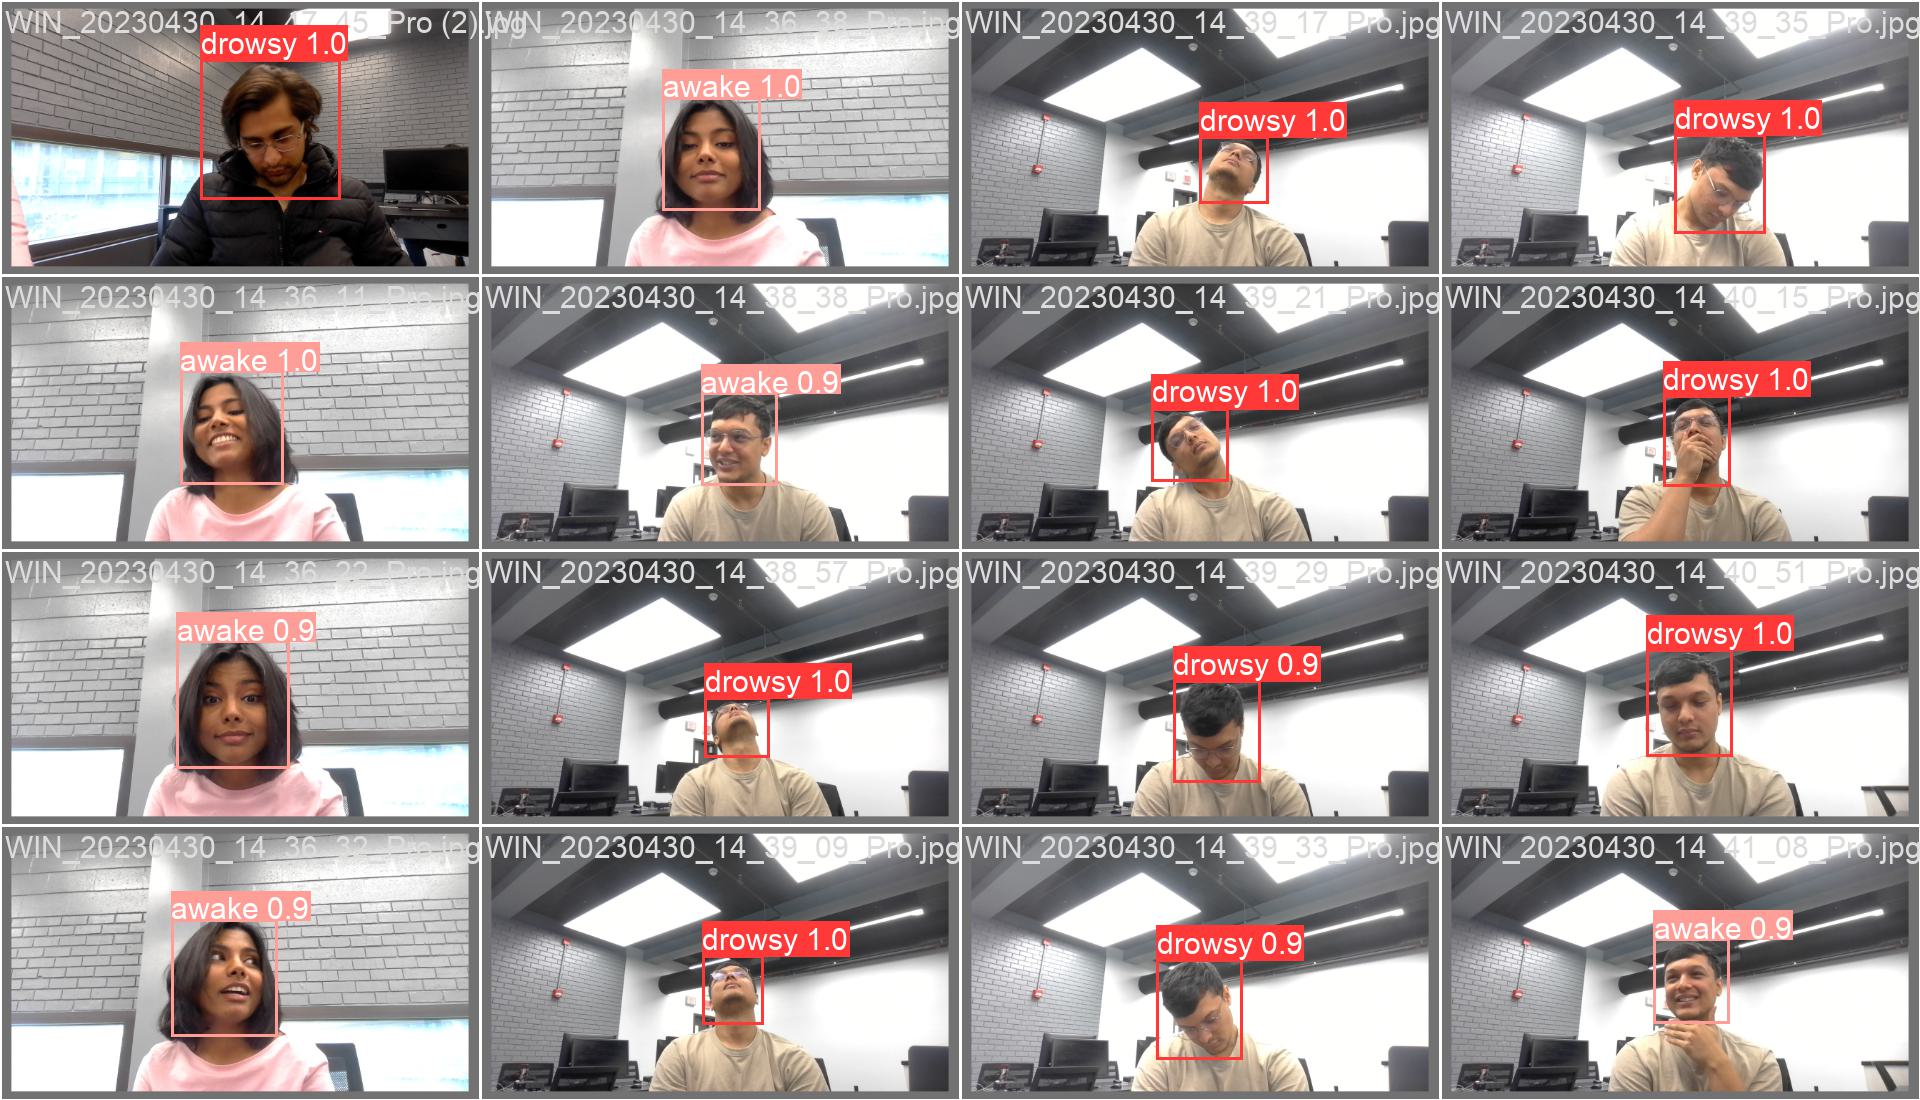 WIN_20230430_14_47_45_Pro (2).jpg
drowsy 1.0
WIN_20230430_14_36_38_Pro.jpg
awake 1.0
WIN_20230430_14_39_17_Pro.jpg
drowsy 1.0
WIN_20230430_14_39_35_Pro.jpg
drowsy 1.0
WIN_20230430_14_36_11_Pro.jpg
awake 1.0
WIN_20230430_14_38_38_Pro.jpg
awake 0.9
WIN_20230430_14_39_21_Pro.jpg
drowsy 1.0
WIN_20230430_14_40_15_Pro.jpg
drowsy 1.0
WIN_20230430_14_36_22_Pro.jpg
awake 0.9
WIN_20230430_14_38_57_Pro.jpg
drowsy 1.0
WIN_20230430_14_39_29_Pro.jpg
drowsy 0.9
WIN_20230430_14_40_51_Pro.jpg
drowsy 1.0
WIN_20230430_14_36_32_Pro.jpg
awake 0.9
WIN_20230430_14_39_09_Pro.jpg
drowsy 1.0
WIN_20230430_14_39_33_Pro.jpg
drowsy 0.9
WIN_20230430_14_41_08_Pro.jpg
awake 0.9